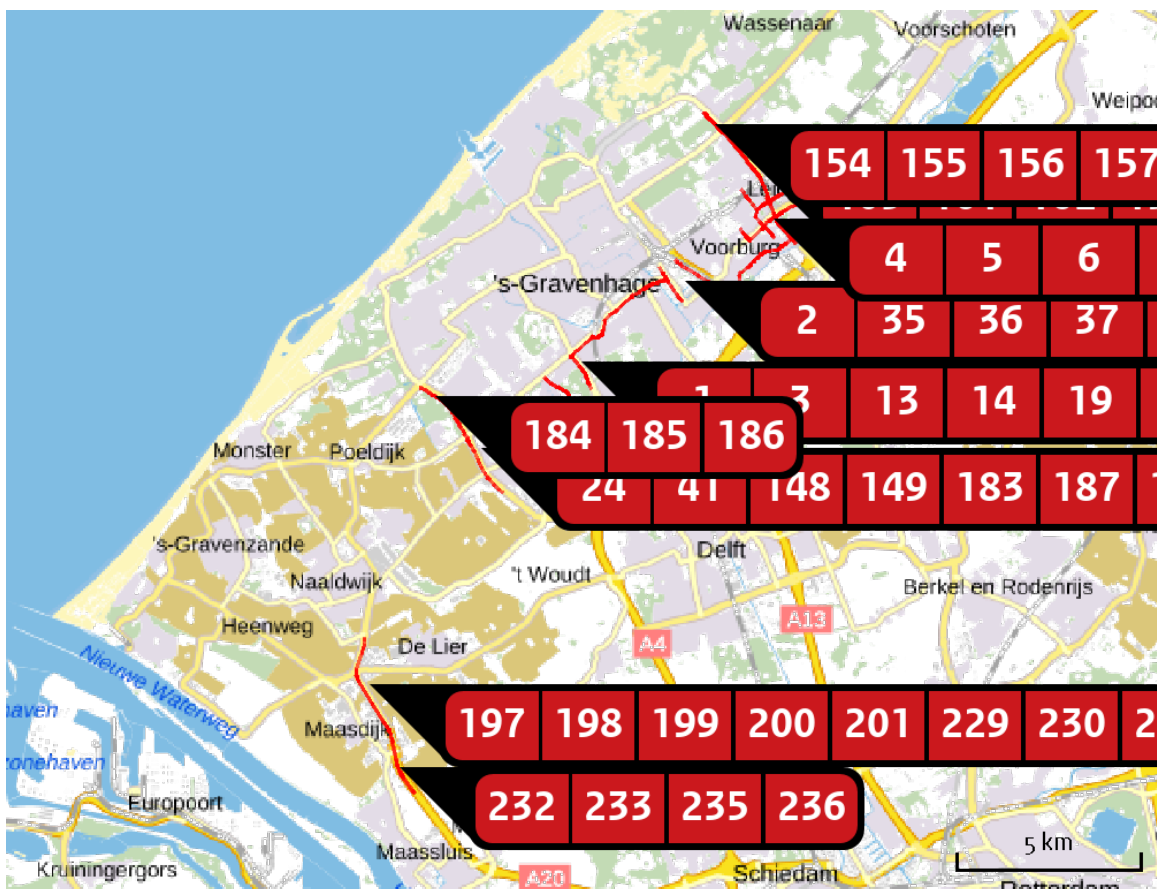 Wassenaar
Voorschoten
154 155 156 157
4 5 6
Voorburg
's-Gravenhage
2 35 36 37
1 3 13 14 19
184 185 186
Monster
Poeldijk
24 41 148 149 183 187
's-Gravenzande
Delft
Naaldwijk
't Woudt
Berkel en Rodenrijs
Heenweg
De Lier
A4
A13
Nieuwe Waterweg
197 198 199 200 201 229 230
Maasdijk
Europoort
232 233 235 236
Maassluis
5 km
Kruiningergors
A20
Schiedam
Rotterdam